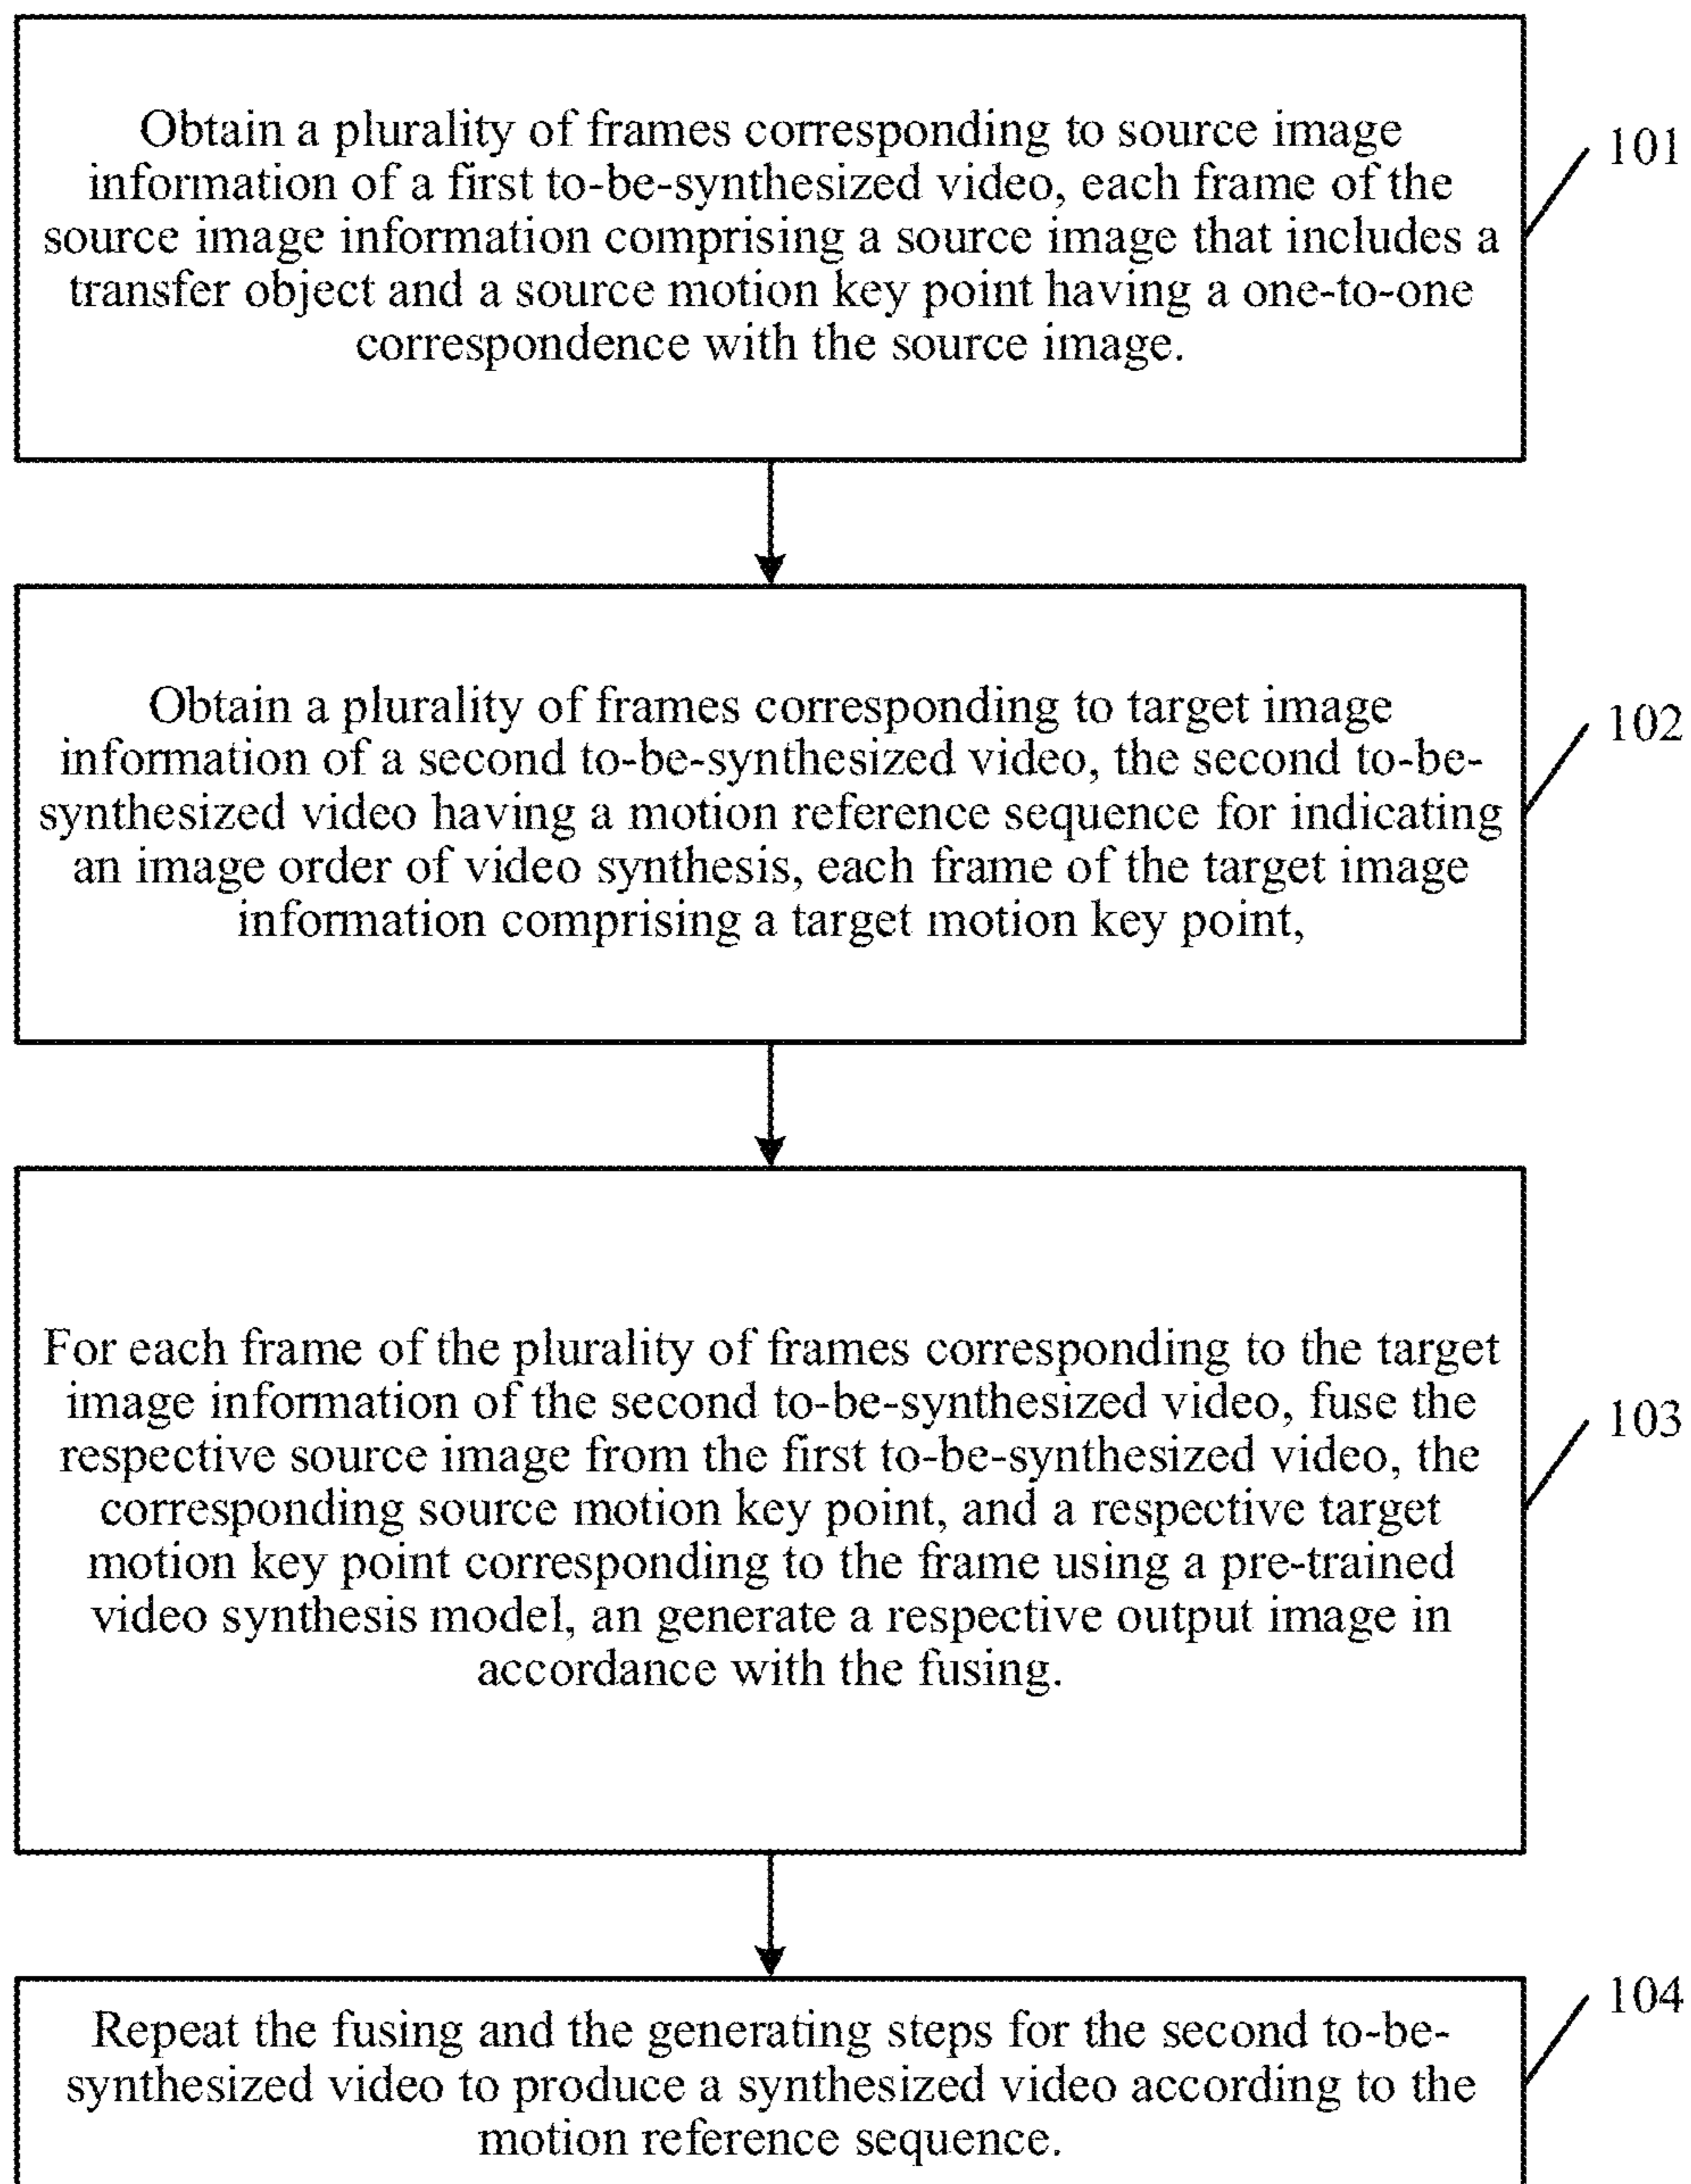 Obtain a plurality of frames corresponding to source image
information of a first to-be-synthesized video, each frame of the
source image information comprising a source image that includes a
transfer object and a source motion key point having a one-to-one
correspondence with the source image.
101
Obtain a plurality of frames corresponding to target image
information of a second to-be-synthesized video, the second to-be-
synthesized video having a motion reference sequence for indicating
an image order of video synthesis, each frame of the target image
information comprising a target motion key point,
102
For each frame of the plurality of frames corresponding to the target
image information of the second to-be-synthesized video, fuse the
respective source image from the first to-be-synthesized video, the
corresponding source motion key point, and a respective target
motion key point corresponding to the frame using a pre-trained
video synthesis model, an generate a respective output image in
accordance with the fusing.
103
Repeat the fusing and the generating steps for the second to-be-
synthesized video to produce a synthesized video according to the
motion reference sequence.
104